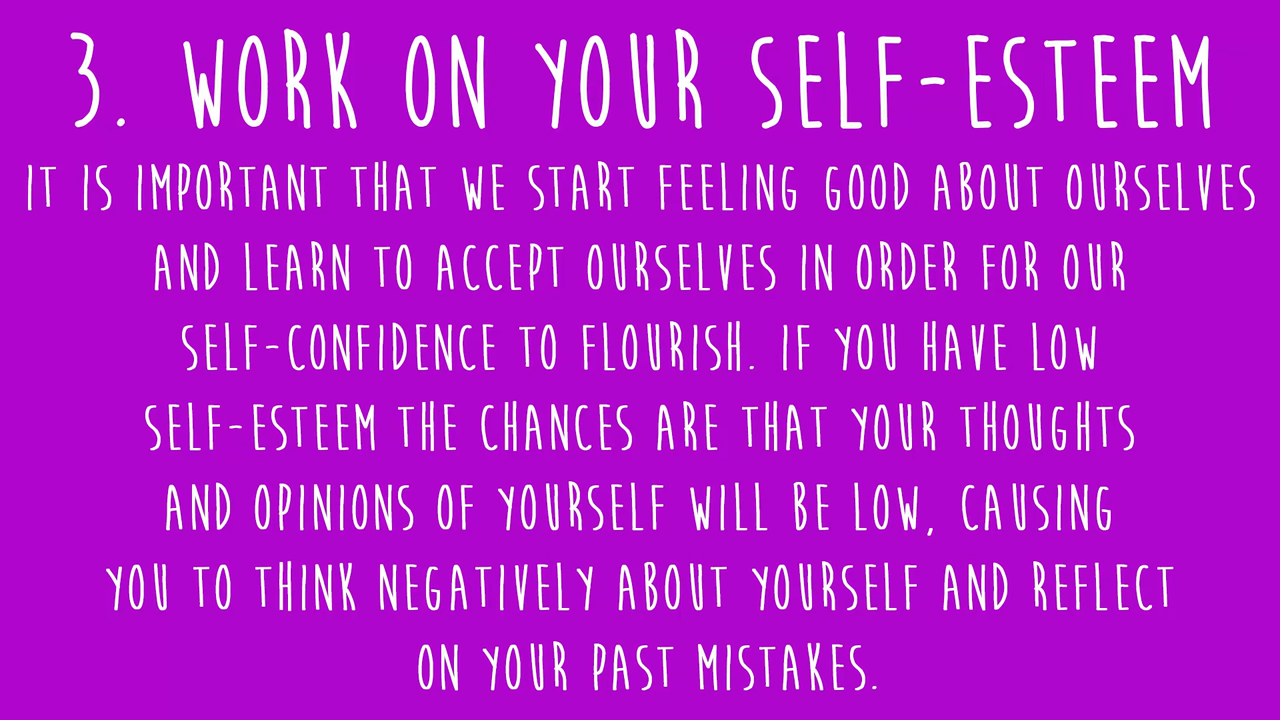 3. WORK ON YOUR SELF-ESTEEM
IT IS IMPORTANT THAT WE START FEELING GOOD ABOUT OURSELVES
AND LEARN TO ACCEPT OURSELVES IN ORDER FOR OUR
SELF-CONFIDENCE TO FLOURISH. IF YOU HAVE LOW
SELF-ESTEEM THE CHANCES ARE THAT YOUR THOUGHTS
AND OPINIONS OF YOURSELF WILL BE LOW, CAUSING
YOU TO THINK NEGATIVELY ABOUT YOURSELF AND REFLECT
ON YOUR PAST MISTAKES.